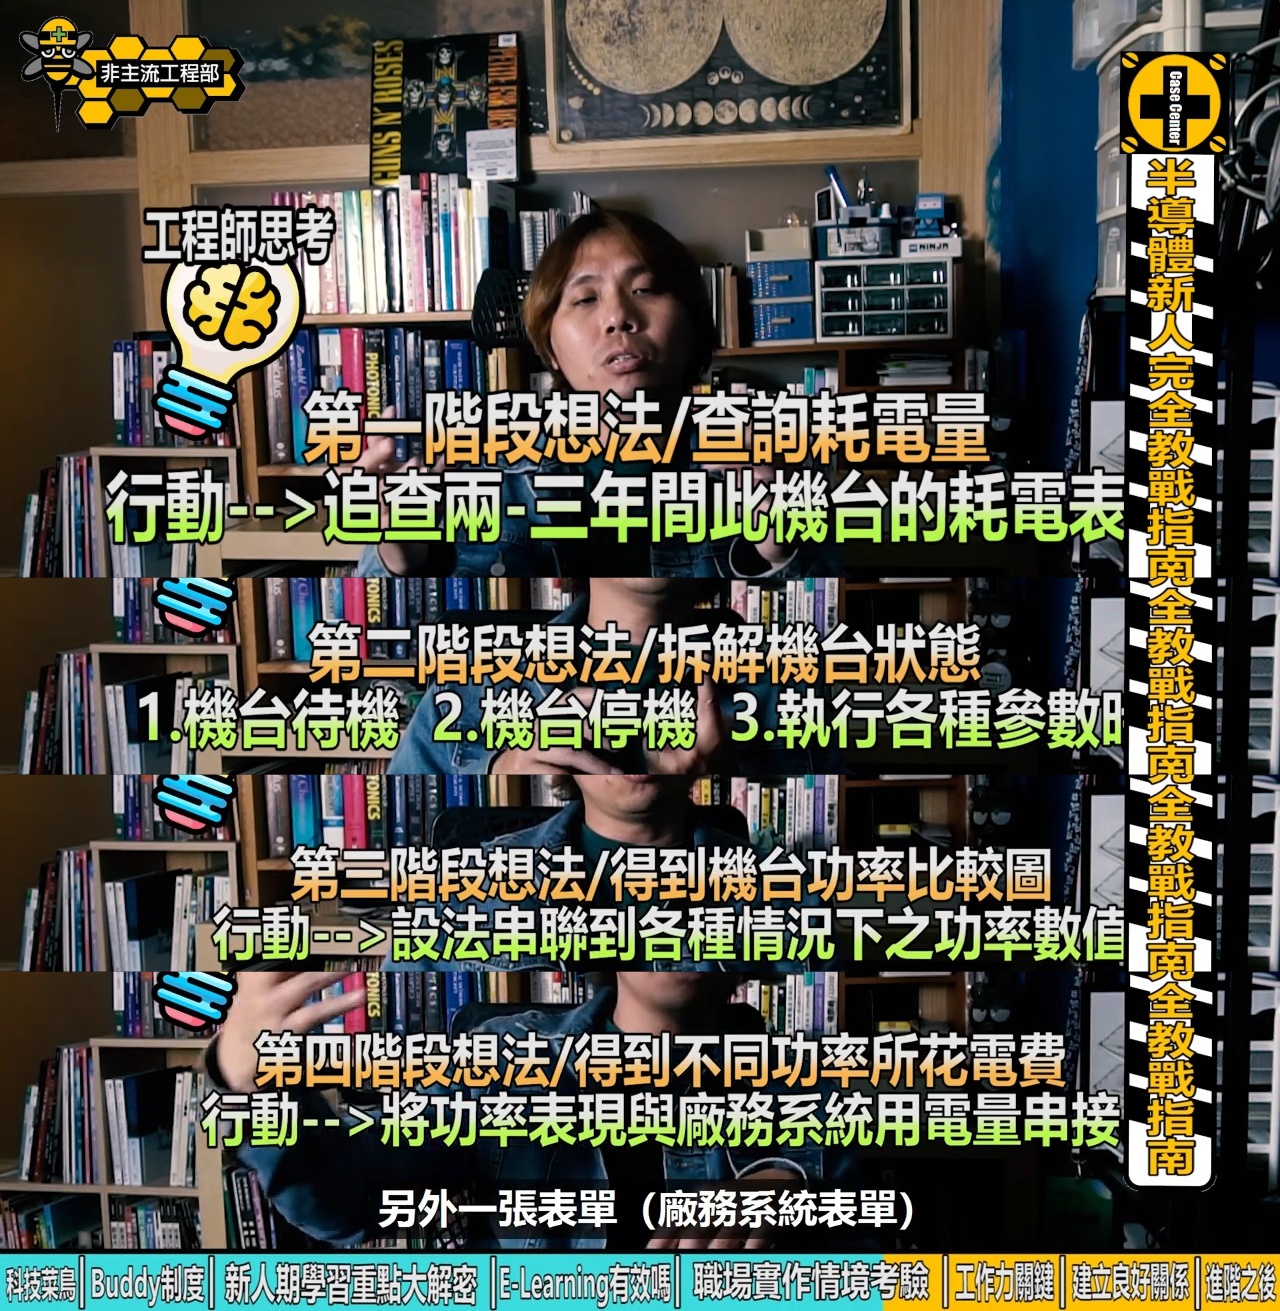 非主流工程部
GUNS N' ROSES
Case Center
半導體新人完全教戰指南全教戰指南全教戰指南全教戰指南
NINJA
工程師思考
第一階段想法/查詢耗電量
行動-->追查兩-三年間此機台的耗電表
第二階段想法/拆解機台狀態
1.機台待機 2.機台停機 3.執行各種參數時
第三階段想法/得到機台功率比較圖
行動-->設法串聯到各種情況下之功率數值
第四階段想法/得到不同功率所花電費
行動-->將功率表現與廠務系統用電量串接
另外一張表單（廠務系統表單）
科技菜鳥|Buddy制度|新人期學習重點大解密|E-Learning有效嗎|職場實作情境考驗|工作力關鍵|建立良好關係|進階之後